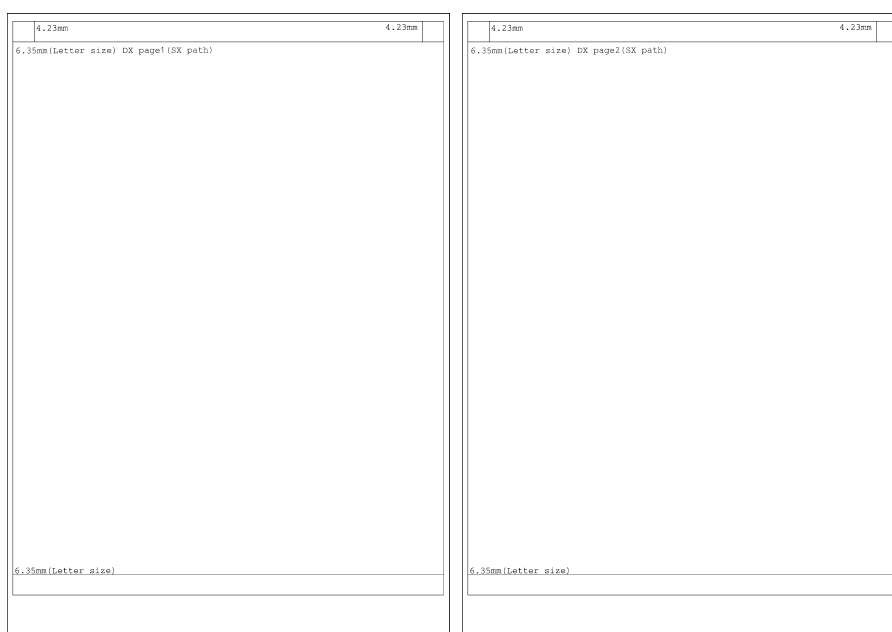 4.23mm 4.23mm
6.35mm(Letter size) DX page1(SX path)
6.35mm(Letter size)
4.23mm 4.23mm
6.35mm(Letter size) DX page2(SX path)
6.35mm(Letter size)